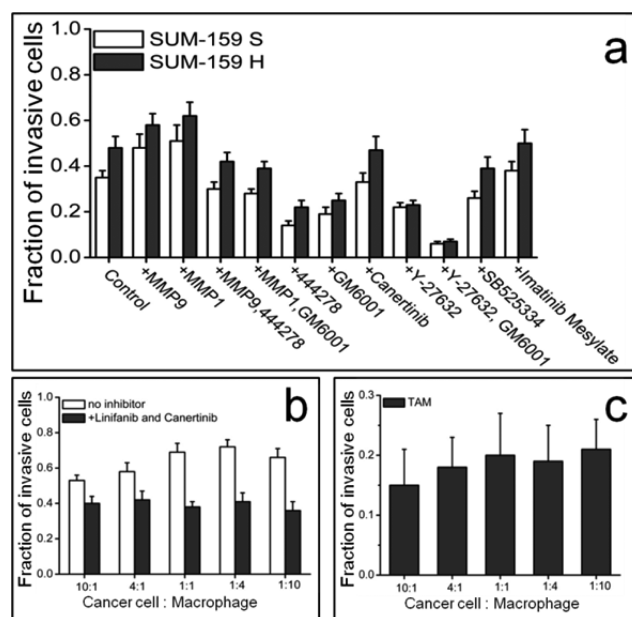 a
SUM-159 S
SUM-159 H
Fraction of invasive cells
1.0
0.8
0.6
0.4
0.2
0.0
Control
+MMP9
+MMP1
+MMP9,444278
+MMP1,GM6001
+444278
+GM6001
+Canertinib
+Y-27632
+Y-27632, GM6001
+SB525334
+Imatinib Mesylate
b
no inhibitor
+Linifanib and Canertinib
Fraction of invasive cells
1.0
0.8
0.6
0.4
0.2
0.0
10:1 4:1 1:1 1:4 1:10
Cancer cell : Macrophage
c
TAM
Fraction of invasive cells
0.3
0.2
0.1
0.0
10:1 4:1 1:1 1:4 1:10
Cancer cell : Macrophage